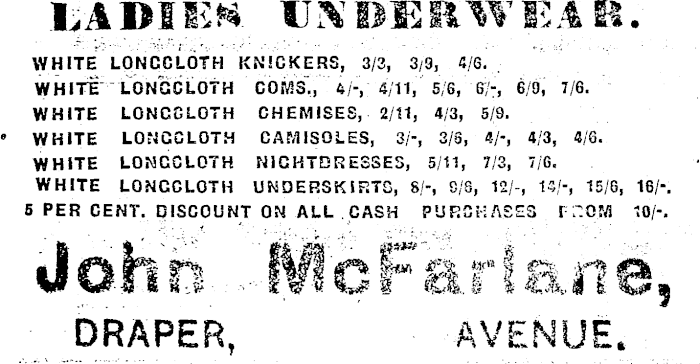 LADIES UNDERWEAR.
WHITE LONGCLOTH KNICKERS, 3/3, 3/9, 4/6.
WHITE LONGCLOTH COMS., 4/-, 4/11, 5/6, 6/-, 6/9, 7/6.
WHITE LONGCLOTH CHEMISES, 2/11, 4/3, 5/9.
WHITE LONGCLOTH CAMISOLES, 3/-, 3/6, 4/-, 4/3, 4/6.
WHITE LONGCLOTH NIGHTDRESSES, 5/11, 7/3, 7/6.
WHITE LONGCLOTH UNDERSKIRTS, 8/-, 9/6, 12/-, 14/-, 15/6, 16/-.
5 PER CENT. DISCOUNT ON ALL CASH PURCHASES FROM 10/-.
John McFarlane,
DRAPER, AVENUE.